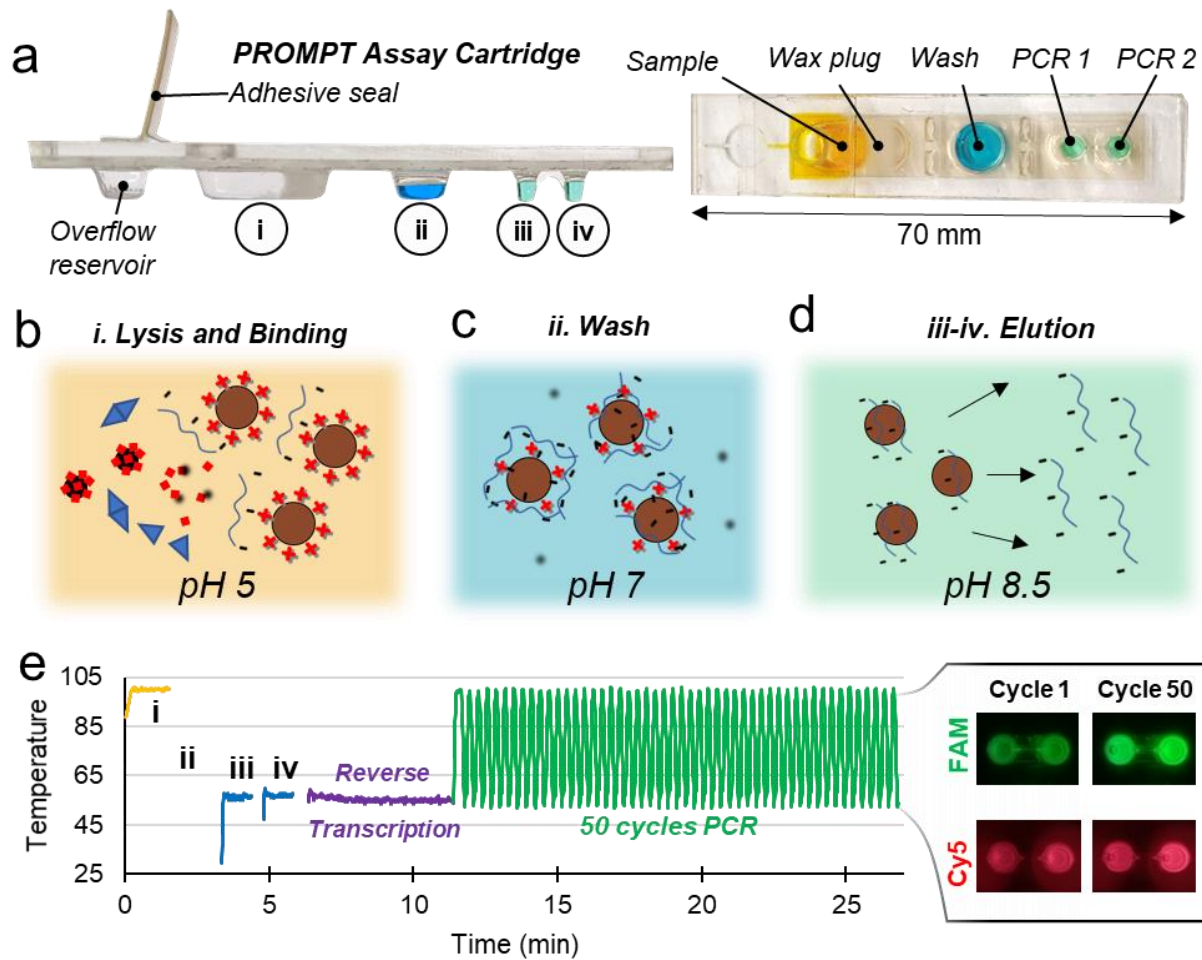 a
PROMPT Assay Cartridge
Adhesive seal
Overflow
reservoir
i
ii
iii
iv
Sample
Wax plug
Wash
PCR 1
PCR 2
70 mm
b
i. Lysis and Binding
pH 5
c
ii. Wash
pH 7
d
iii-iv. Elution
pH 8.5
e
Temperature
105
85
65
45
25
i
ii
iii
iv
Reverse
Transcription
50 cycles PCR
0
5
10
15
20
25
Time (min)
Cycle 1
Cycle 50
FAM
Cy5